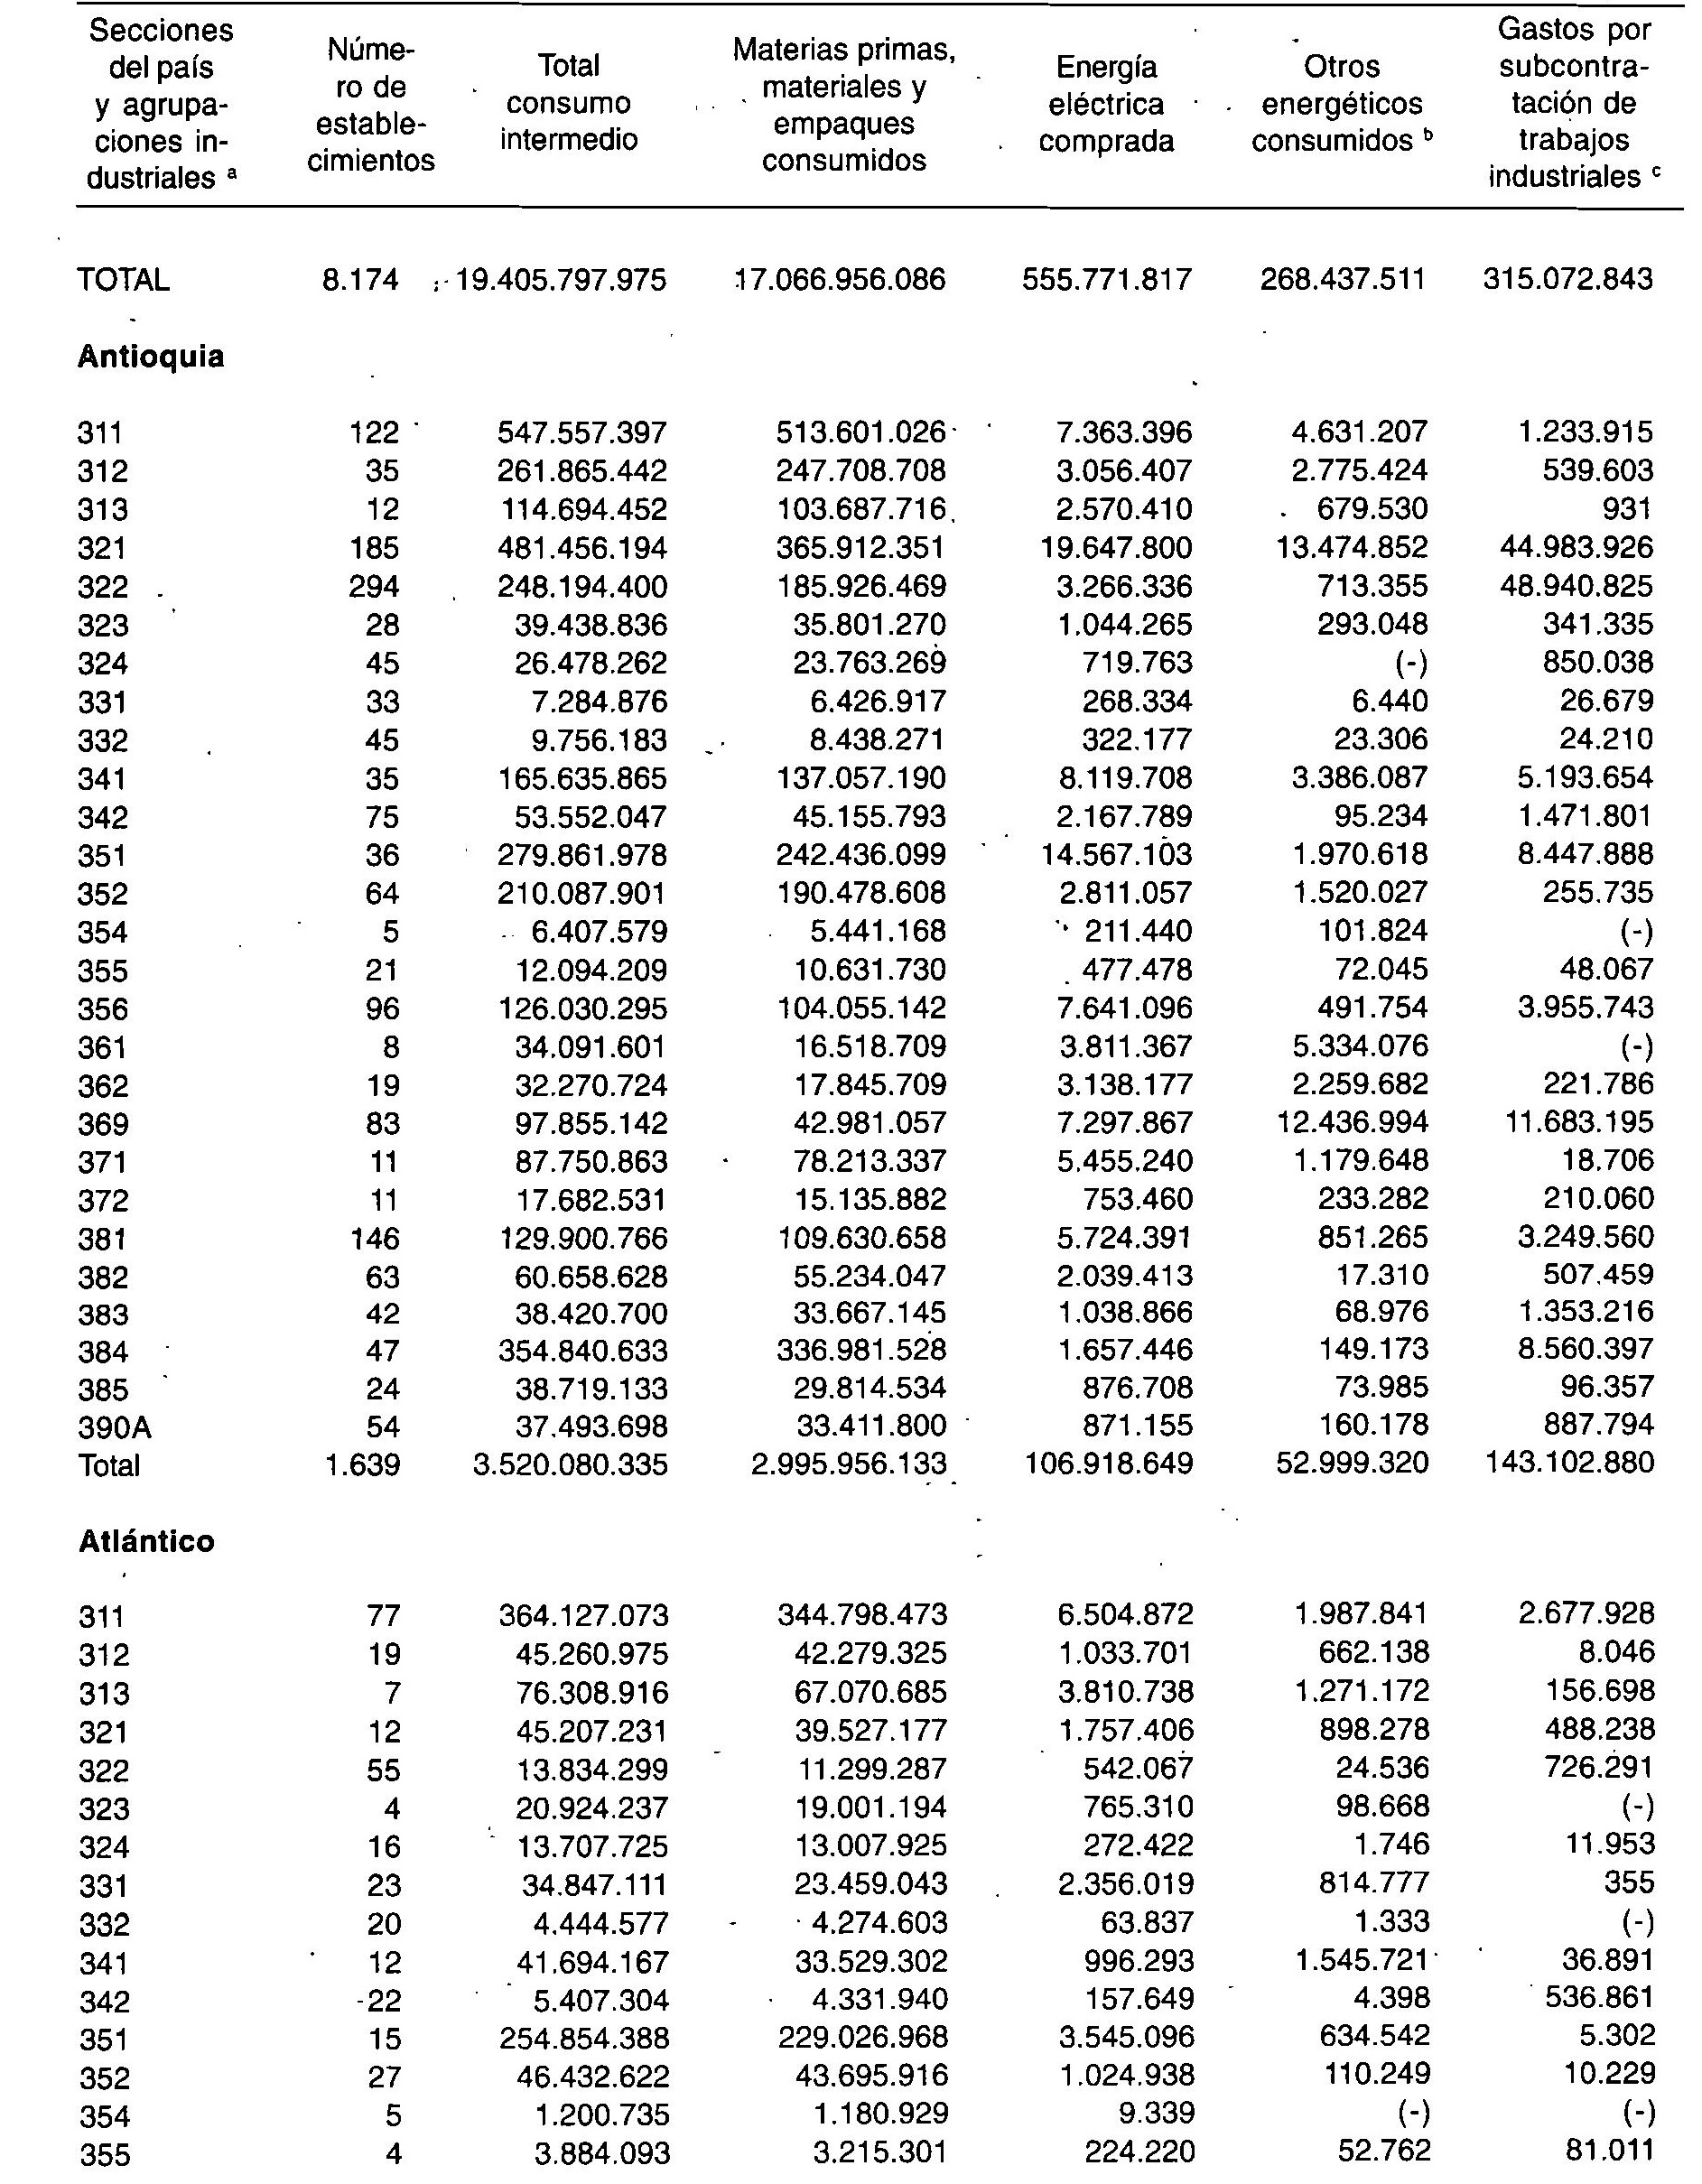 Secciones del país y agrupaciones industriales a | Número de establecimientos | Total consumo intermedio | Materias primas, materiales y empaques consumidos | Energía eléctrica comprada | Otros energéticos consumidos b | Gastos por subcontratación de trabajos industriales c
TOTAL 8.174 19.405.797.975 17.066.956.086 555.771.817 268.437.511 315.072.843
Antioquia
311 122 547.557.397 513.601.026 7.363.396 4.631.207 1.233.915
312 35 261.865.442 247.708.708 3.056.407 2.775.424 539.603
313 12 114.694.452 103.687.716 2.570.410 679.530 931
321 185 481.456.194 365.912.351 19.647.800 13.474.852 44.983.926
322 294 248.194.400 185.926.469 3.266.336 713.355 48.940.825
323 28 39.438.836 35.801.270 1.044.265 293.048 341.335
324 45 26.478.262 23.763.269 719.763 (-) 850.038
331 33 7.284.876 6.426.917 268.334 6.440 26.679
332 45 9.756.183 8.438.271 322.177 23.306 24.210
341 35 165.635.865 137.057.190 8.119.708 3.386.087 5.193.654
342 75 53.552.047 45.155.793 2.167.789 95.234 1.471.801
351 36 279.861.978 242.436.099 14.567.103 1.970.618 8.447.888
352 64 210.087.901 190.478.608 2.811.057 1.520.027 255.735
354 5 6.407.579 5.441.168 211.440 101.824 (-)
355 21 12.094.209 10.631.730 477.478 72.045 48.067
356 96 126.030.295 104.055.142 7.641.096 491.754 3.955.743
361 8 34.091.601 16.518.709 3.811.367 5.334.076 (-)
362 19 32.270.724 17.845.709 3.138.177 2.259.682 221.786
369 83 97.855.142 42.981.057 7.297.867 12.436.994 11.683.195
371 11 87.750.863 78.213.337 5.455.240 1.179.648 18.706
372 11 17.682.531 15.135.882 753.460 233.282 210.060
381 146 129.900.766 109.630.658 5.724.391 851.265 3.249.560
382 63 60.658.628 55.234.047 2.039.413 17.310 507.459
383 42 38.420.700 33.667.145 1.038.866 68.976 1.353.216
384 47 354.840.633 336.981.528 1.657.446 149.173 8.560.397
385 24 38.719.133 29.814.534 876.708 73.985 96.357
390A 54 37.493.698 33.411.800 871.155 160.178 887.794
Total 1.639 3.520.080.335 2.995.956.133 106.918.649 52.999.320 143.102.880
Atlántico
311 77 364.127.073 344.798.473 6.504.872 1.987.841 2.677.928
312 19 45.260.975 42.279.325 1.033.701 662.138 8.046
313 7 76.308.916 67.070.685 3.810.738 1.271.172 156.698
321 12 45.207.231 39.527.177 1.757.406 898.278 488.238
322 55 13.834.299 11.299.287 542.067 24.536 726.291
323 4 20.924.237 19.001.194 765.310 98.668 (-)
324 16 13.707.725 13.007.925 272.422 1.746 11.953
331 23 34.847.111 23.459.043 2.356.019 814.777 355
332 20 4.444.577 4.274.603 63.837 1.333 (-)
341 12 41.694.167 33.529.302 996.293 1.545.721 36.891
342 22 5.407.304 4.331.940 157.649 4.398 536.861
351 15 254.854.388 229.026.968 3.545.096 634.542 5.302
352 27 46.432.622 43.695.916 1.024.938 110.249 10.229
354 5 1.200.735 1.180.929 9.339 (-) (-)
355 4 3.884.093 3.215.301 224.220 52.762 81.011